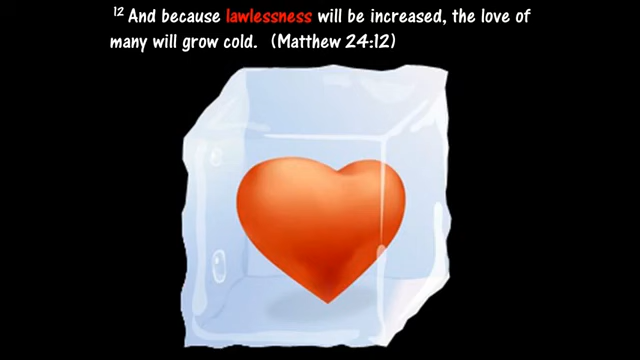 12 And because lawlessness will be increased, the love of
many will grow cold. (Matthew 24:12)